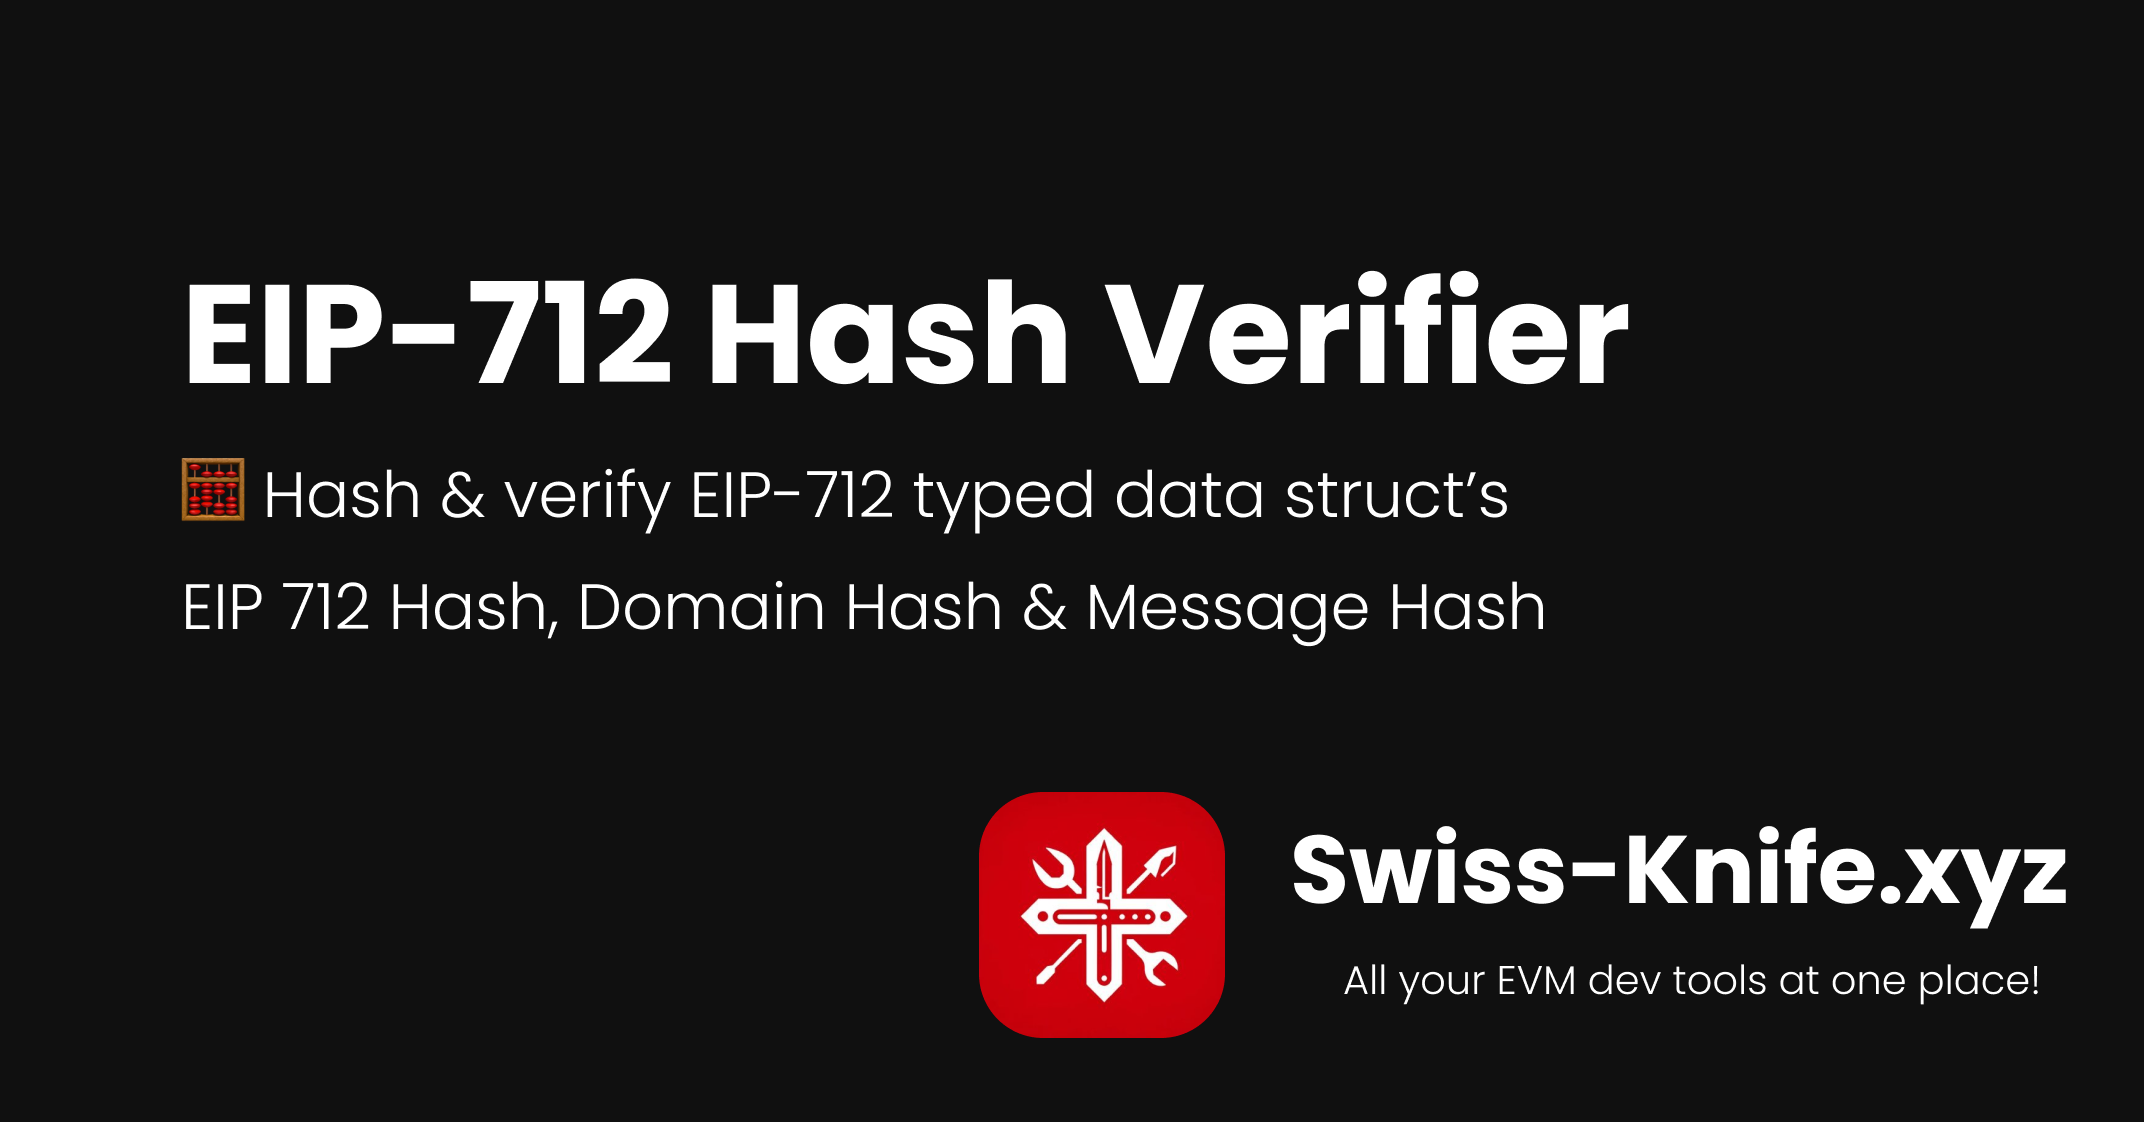 EIP-712 Hash Verifier
🧮 Hash & verify EIP-712 typed data struct’s
EIP 712 Hash, Domain Hash & Message Hash
Swiss-Knife.xyz
All your EVM dev tools at one place!